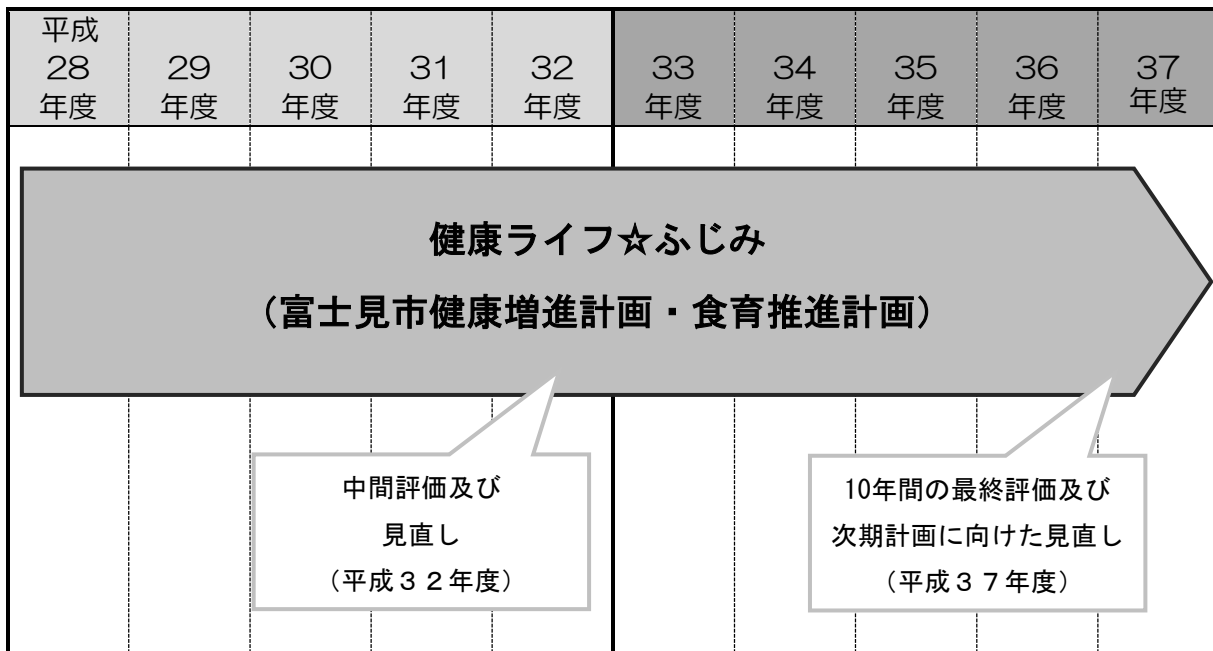 平成
28
年度
29
年度
30
年度
31
年度
32
年度
33
年度
34
年度
35
年度
36
年度
37
年度
健康ライフ☆ふじみ
（富士見市健康増進計画・食育推進計画）
中間評価及び
見直し
（平成３２年度）
10年間の最終評価及び
次期計画に向けた見直し
（平成３７年度）